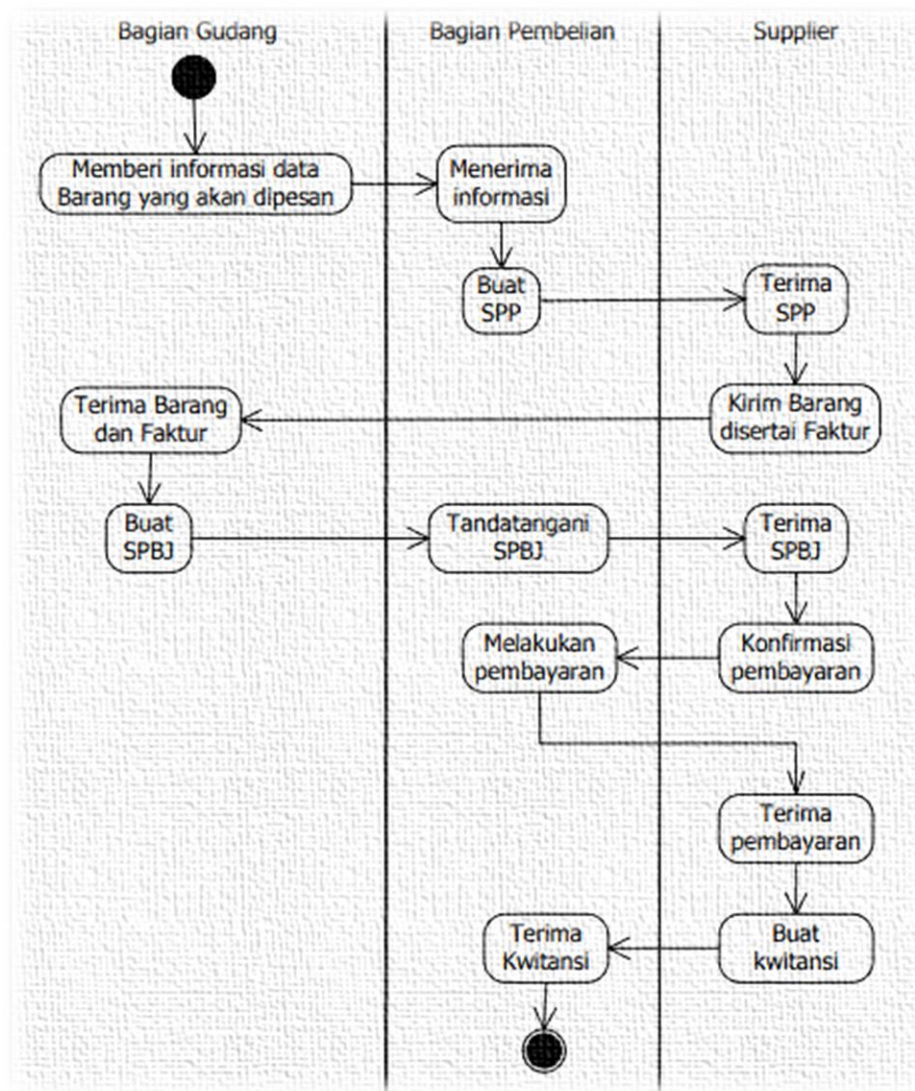 Bagian Gudang
Bagian Pembelian
Supplier
Memberi informasi data
Barang yang akan dipesan
Menerima
informasi
Buat
SPP
Terima
SPP
Kirim Barang
disertai Faktur
Terima Barang
dan Faktur
Buat
SPBJ
Tandatangani
SPBJ
Terima
SPBJ
Konfirmasi
pembayaran
Melakukan
pembayaran
Terima
pembayaran
Buat
kwitansi
Terima
Kwitansi